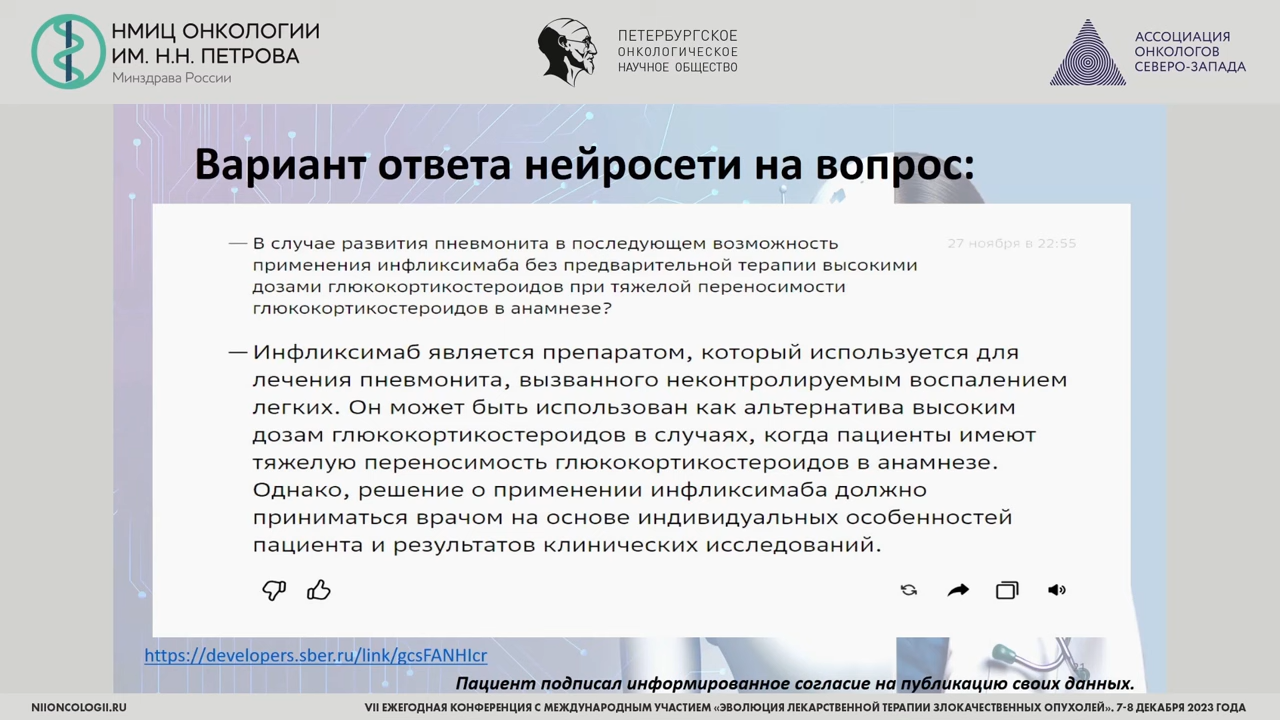 НМИЦ ОНКОЛОГИИ
ИМ. Н.Н. ПЕТРОВА
Минздрава России
ПЕТЕРБУРГСКОЕ
ОНКОЛОГИЧЕСКОЕ
НАУЧНОЕ ОБЩЕСТВО
АССОЦИАЦИЯ
ОНКОЛОГОВ
СЕВЕРО-ЗАПАДА
Вариант ответа нейросети на вопрос:
— В случае развития пневмонита в последующем возможность
27 ноября в 22:55
применения инфликсимаба без предварительной терапии высокими
дозами глюкокортикостероидов при тяжелой переносимости
глюкокортикостероидов в анамнезе?
— Инфликсимаб является препаратом, который используется для
лечения пневмонита, вызванного неконтролируемым воспалением
легких. Он может быть использован как альтернатива высоким
дозам глюкокортикостероидов в случаях, когда пациенты имеют
тяжелую переносимость глюкокортикостероидов в анамнезе.
Однако, решение о применении инфликсимаба должно
приниматься врачом на основе индивидуальных особенностей
пациента и результатов клинических исследований.
https://developers.sber.ru/link/gcsFANHIcr
21
Пациент подписал информированное согласие на публикацию своих данных.
NIIONCOLOGII.RU
VII ЕЖЕГОДНАЯ КОНФЕРЕНЦИЯ С МЕЖДУНАРОДНЫМ УЧАСТИЕМ «ЭВОЛЮЦИЯ ЛЕКАРСТВЕННОЙ ТЕРАПИИ ЗЛОКАЧЕСТВЕННЫХ ОПУХОЛЕЙ». 7-8 ДЕКАБРЯ 2023 ГОДА